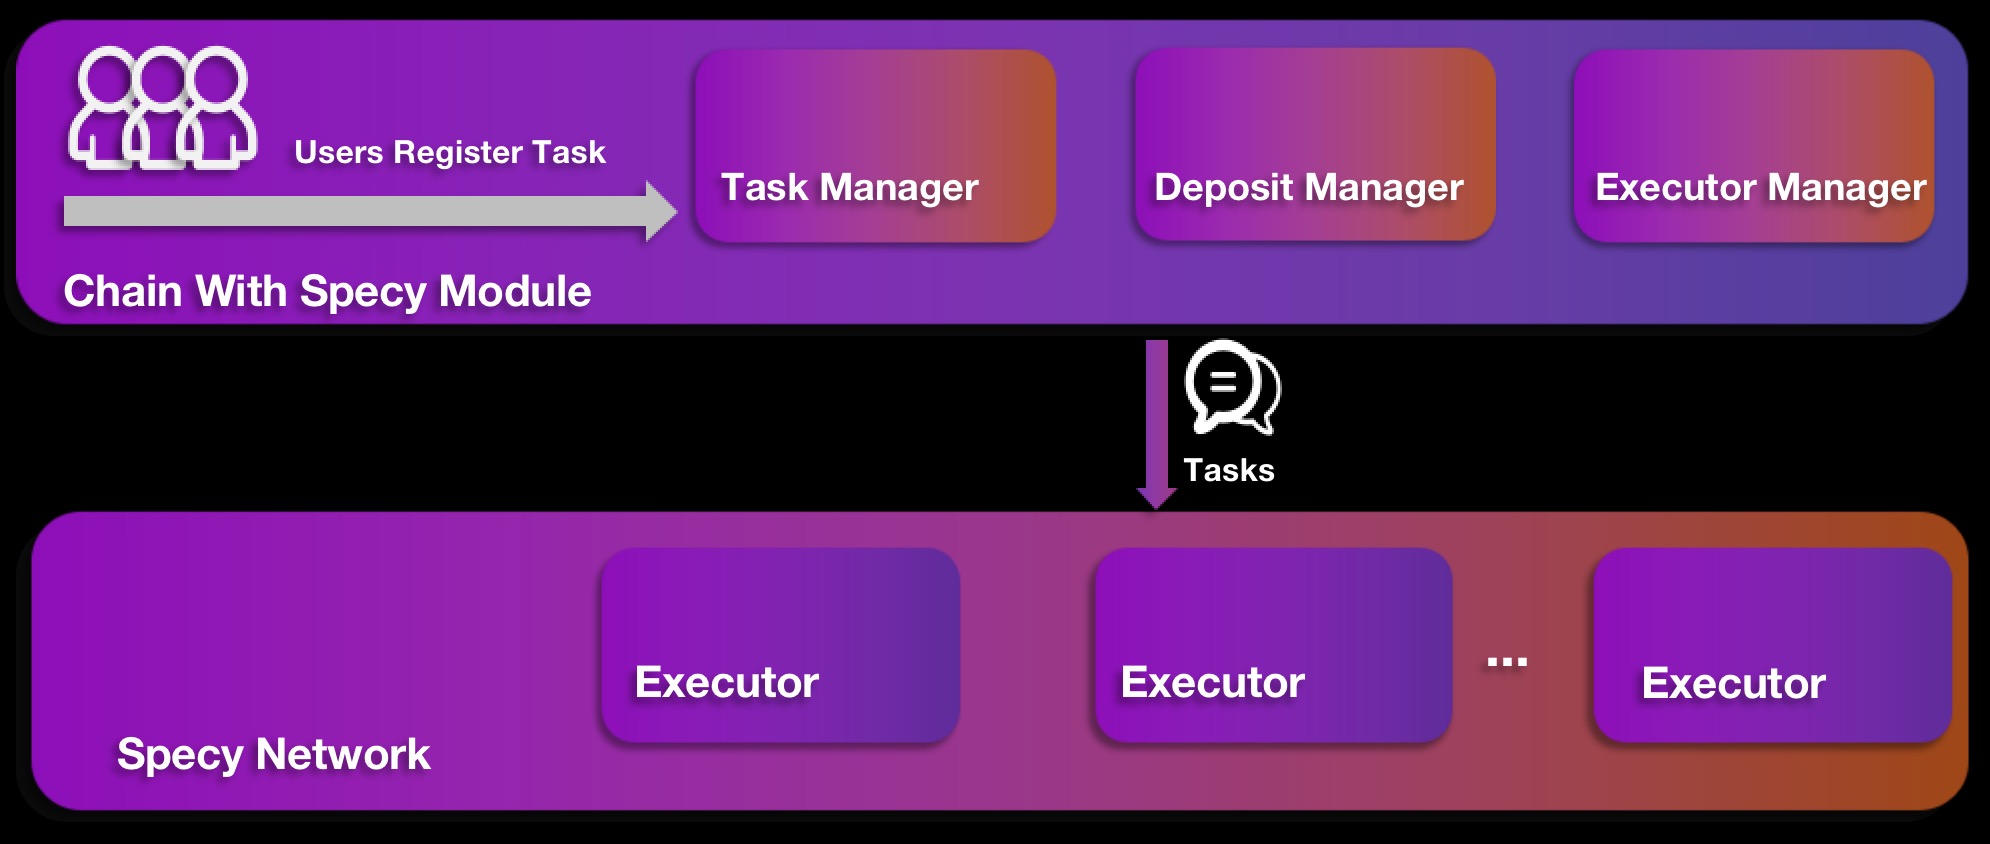 Users Register Task
Task Manager
Deposit Manager
Executor Manager
Chain With Specy Module
Tasks
Executor
Executor
...
Executor
Specy Network